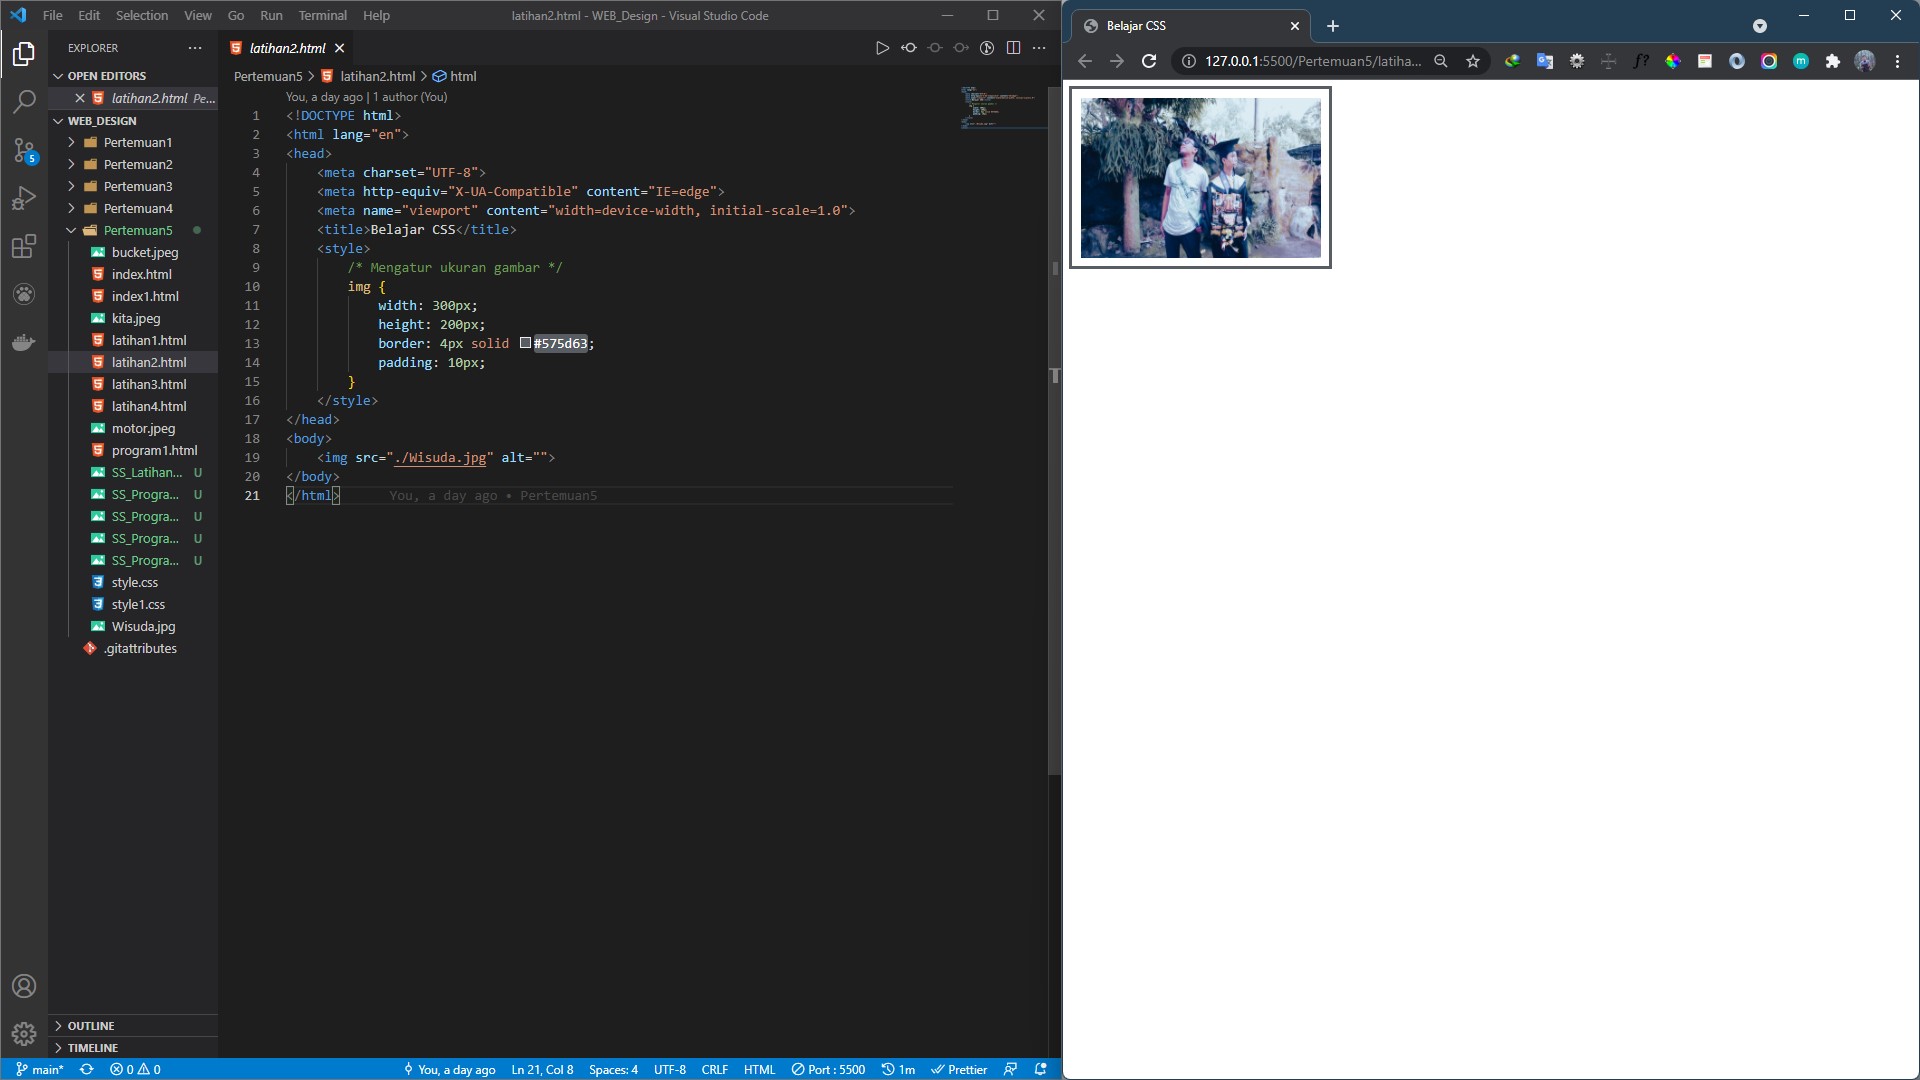 File Edit Selection View Go Run Terminal Help
latihan2.html - WEB_Design - Visual Studio Code
EXPLORER
OPEN EDITORS
latihan2.html Pe...
WEB_DESIGN
Pertemuan1
Pertemuan2
Pertemuan3
Pertemuan4
Pertemuan5
bucket.jpeg
index.html
index1.html
kita.jpeg
latihan1.html
latihan2.html
latihan3.html
latihan4.html
motor.jpeg
program1.html
SS_Latihan... U
SS_Progra... U
SS_Progra... U
SS_Progra... U
SS_Progra... U
style.css
style1.css
Wisuda.jpg
.gitattributes
OUTLINE
TIMELINE
5
latihan2.html
Pertemuan5 > latihan2.html > html
You, a day ago | 1 author (You)
1 <!DOCTYPE html>
2 <html lang="en">
3 <head>
4 <meta charset="UTF-8">
5 <meta http-equiv="X-UA-Compatible" content="IE=edge">
6 <meta name="viewport" content="width=device-width, initial-scale=1.0">
7 <title>Belajar CSS</title>
8 <style>
9 /* Mengatur ukuran gambar */
10 img {
11 width: 300px;
12 height: 200px;
13 border: 4px solid #575d63;
14 padding: 10px;
15 }
16 </style>
17 </head>
18 <body>
19 <img src="./Wisuda.jpg" alt="">
20 </body>
21 </html> You, a day ago • Pertemuan5
main* 0 0 You, a day ago Ln 21, Col 8 Spaces: 4 UTF-8 CRLF HTML Port : 5500 1m Prettier
Belajar CSS
127.0.0.1:5500/Pertemuan5/latiha...
f?
m